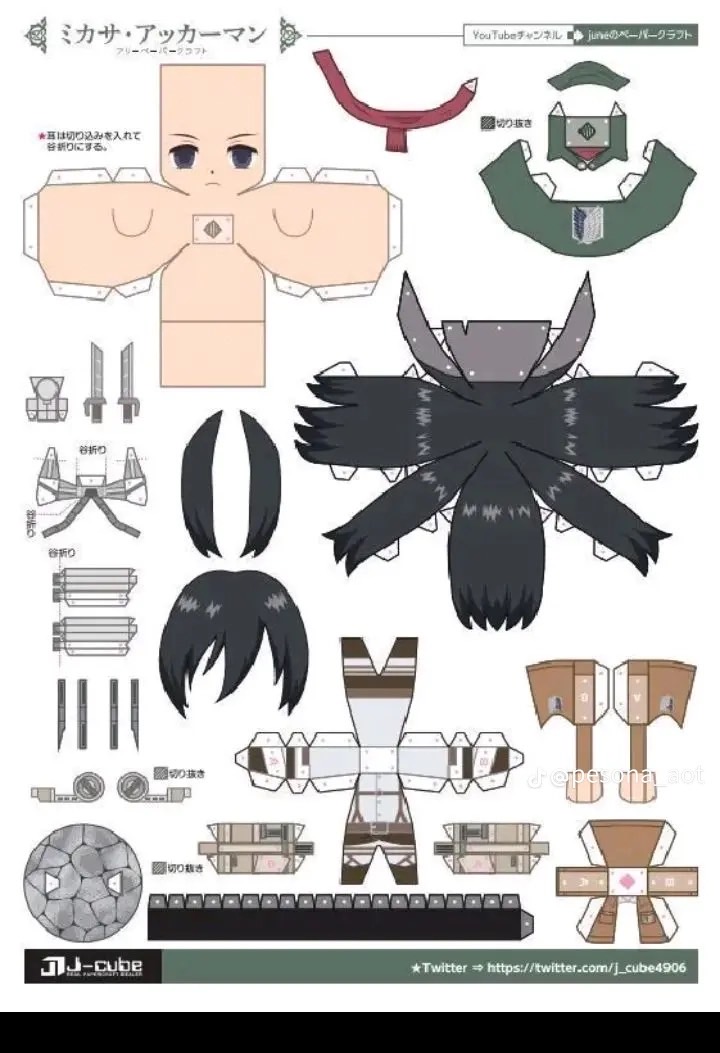 ミカサ・アッカーマン
フリーペーパークラフト
YouTubeチャンネル
junéのペーパークラフト
★耳は切り込みを入れて
谷折りにする。
切り抜き
谷折り
谷折り
谷折り
切り抜き
切り抜き
A
B
B
A
@pesona_aot
A
B
J-cube
★Twitter ⇒ https://twitter.com/j_cube4906